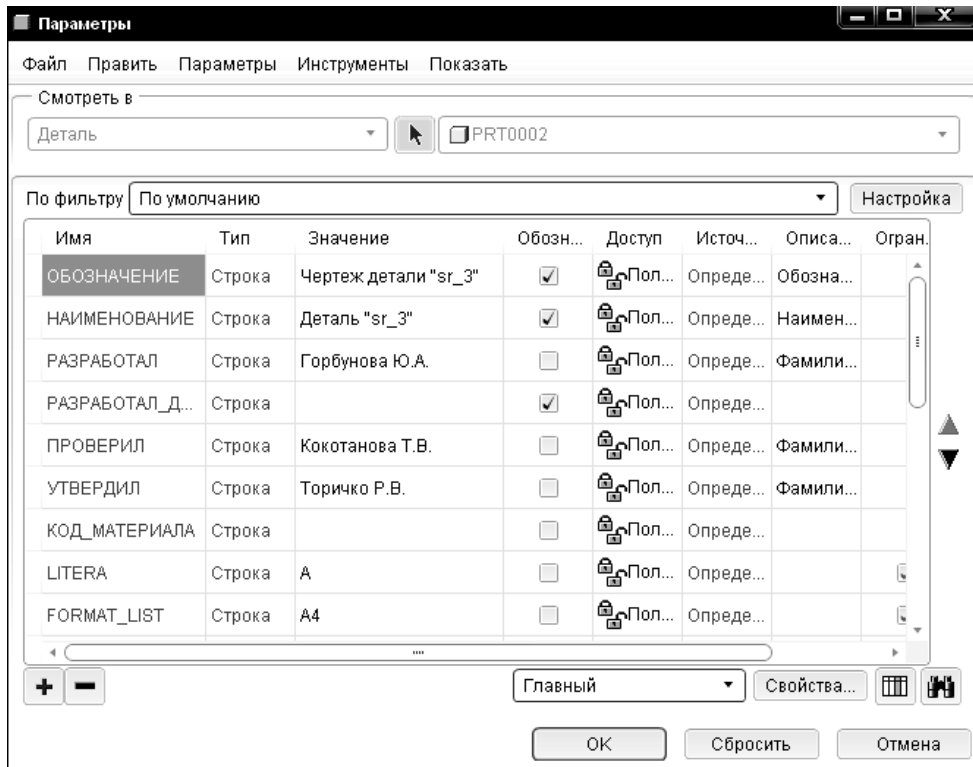 Параметры
Файл Править Параметры Инструменты Показать
Смотреть в
Деталь PRT0002
По фильтру По умолчанию Настройка
Имя Тип Значение Обозн... Доступ Источ... Описа... Огран.
ОБОЗНАЧЕНИЕ Строка Чертеж детали "sr_3" Пол... Опреде... Обозна...
НАИМЕНОВАНИЕ Строка Деталь "sr_3" Пол... Опреде... Наимен...
РАЗРАБОТАЛ Строка Горбунова Ю.А. Пол... Опреде... Фамили...
РАЗРАБОТАЛ_Д... Строка Пол... Опреде...
ПРОВЕРИЛ Строка Кокотанова Т.В. Пол... Опреде... Фамили...
УТВЕРДИЛ Строка Торичко Р.В. Пол... Опреде... Фамили...
КОД_МАТЕРИАЛА Строка Пол... Опреде...
LITERA Строка А Пол... Опреде...
FORMAT_LIST Строка А4 Пол... Опреде...
Главный Свойства...
OK Сбросить Отмена